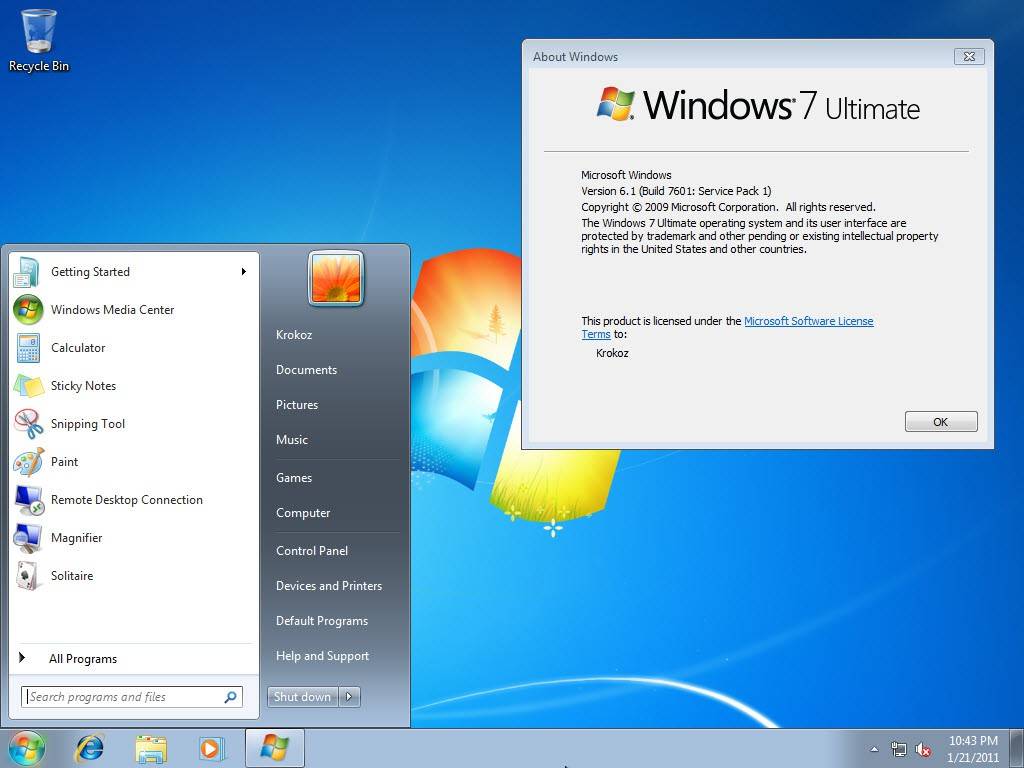 Recycle Bin
About Windows
Windows® 7 Ultimate
Microsoft Windows
Version 6.1 (Build 7601: Service Pack 1)
Copyright © 2009 Microsoft Corporation. All rights reserved.
The Windows 7 Ultimate operating system and its user interface are
protected by trademark and other pending or existing intellectual property
rights in the United States and other countries.
This product is licensed under the Microsoft Software License
Terms to:
Krokoz
OK
Getting Started
Windows Media Center
Calculator
Sticky Notes
Snipping Tool
Paint
Remote Desktop Connection
Magnifier
Solitaire
All Programs
Search programs and files
Krokoz
Documents
Pictures
Music
Games
Computer
Control Panel
Devices and Printers
Default Programs
Help and Support
Shut down
10:43 PM
1/21/2011